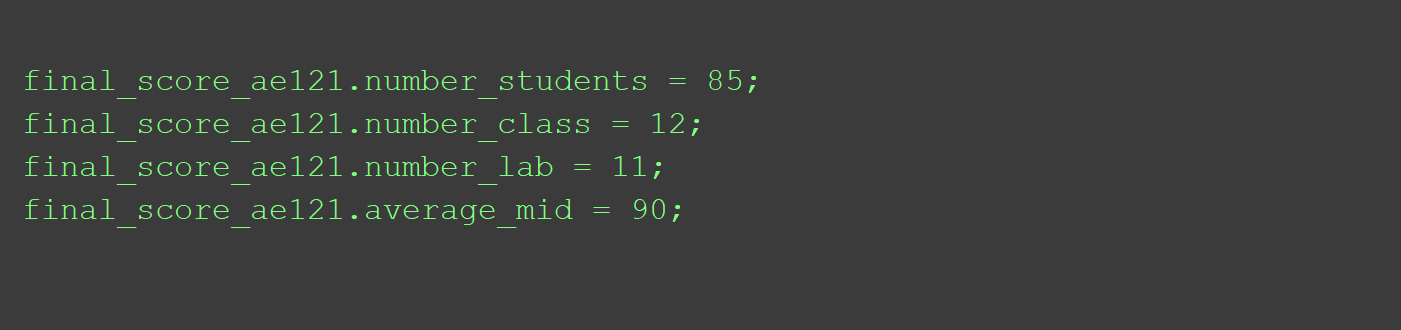 final_score_ae121.number_students = 85;
final_score_ae121.number_class = 12;
final_score_ae121.number_lab = 11;
final_score_ae121.average_mid = 90;